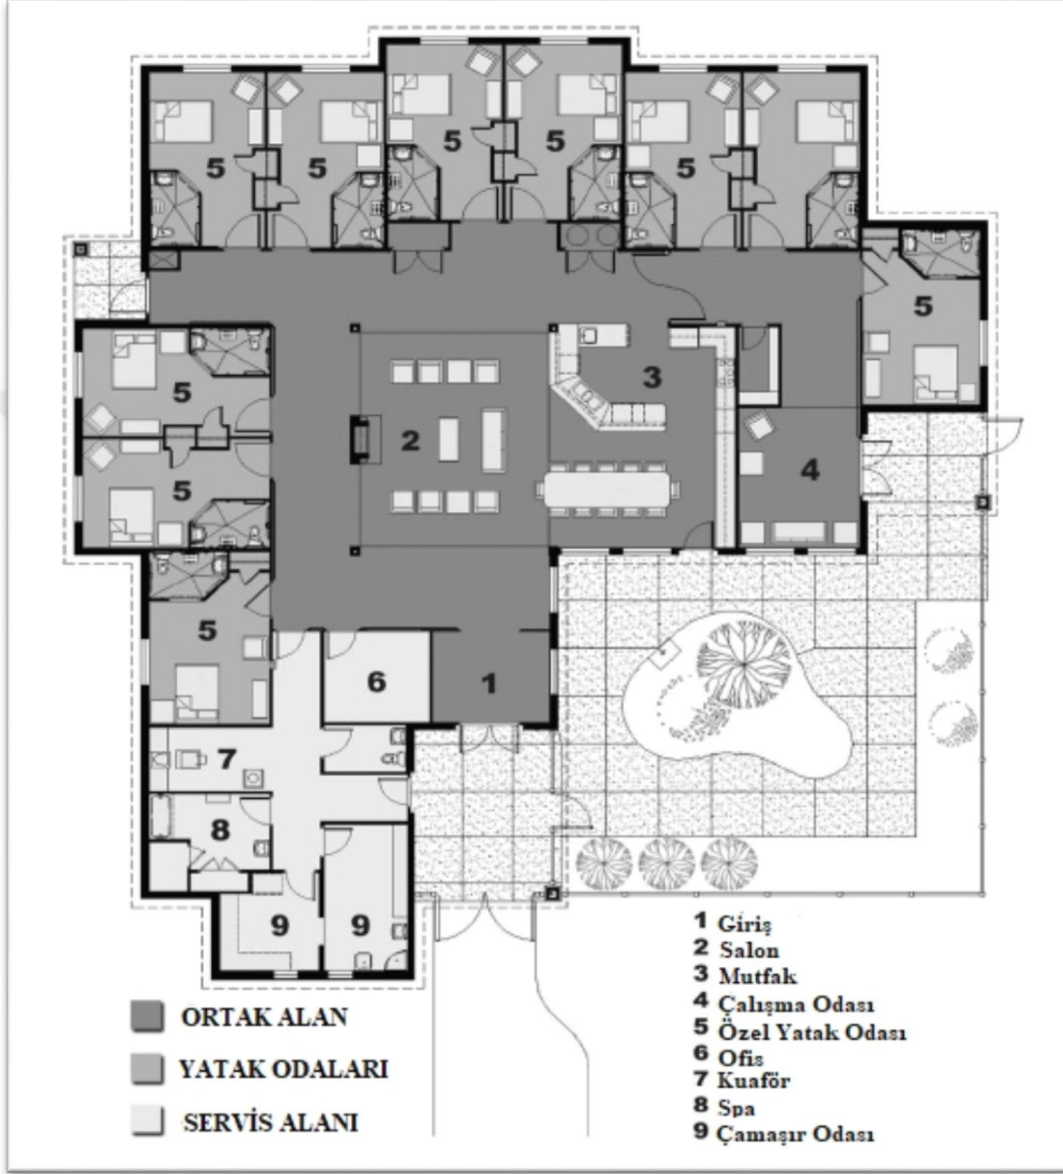 5
5
5
5
5
5
3
5
2
4
5
5
6
1
7
8
9
9
1 Giriş
2 Salon
3 Mutfak
4 Çalışma Odası
5 Özel Yatak Odası
6 Ofis
7 Kuaför
8 Spa
9 Çamaşır Odası
ORTAK ALAN
YATAK ODALARI
SERVİS ALANI